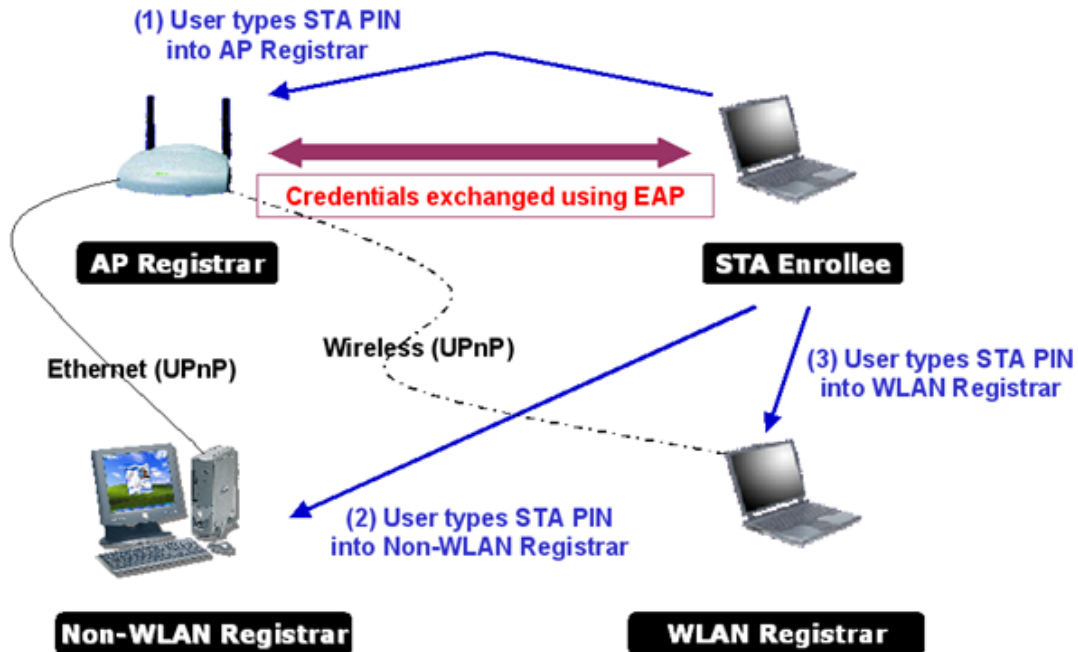 (1) User types STA PIN
into AP Registrar
Credentials exchanged using EAP
AP Registrar
STA Enrollee
Wireless (UPnP)
Ethernet (UPnP)
(3) User types STA PIN
into WLAN Registrar
(2) User types STA PIN
into Non-WLAN Registrar
Non-WLAN Registrar
WLAN Registrar